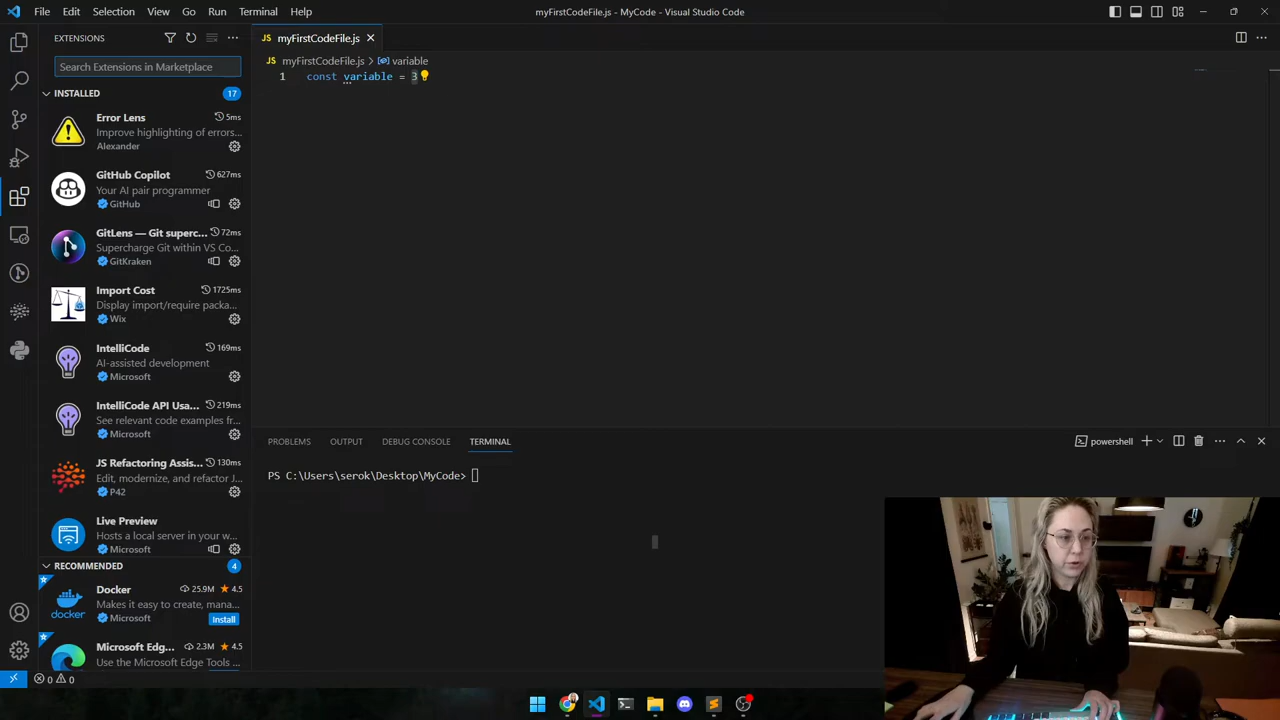 File Edit Selection View Go Run Terminal Help
myFirstCodeFile.js - MyCode - Visual Studio Code
EXTENSIONS
Search Extensions in Marketplace
INSTALLED 17
Error Lens 5ms
Improve highlighting of errors...
Alexander
GitHub Copilot 627ms
Your AI pair programmer
GitHub
GitLens — Git superc... 72ms
Supercharge Git within VS Co...
GitKraken
Import Cost 1725ms
Display import/require packa...
Wix
IntelliCode 169ms
AI-assisted development
Microsoft
IntelliCode API Usa... 219ms
See relevant code examples fr...
Microsoft
JS Refactoring Assis... 130ms
Edit, modernize, and refactor J...
P42
Live Preview
Hosts a local server in your w...
Microsoft
RECOMMENDED 4
Docker 25.9M 4.5
Makes it easy to create, mana...
docker
Microsoft Install
Microsoft Edg... 2.3M 4.5
Use the Microsoft Edge Tools ...
myFirstCodeFile.js
JS myFirstCodeFile.js > variable
1 const variable = 3
PROBLEMS OUTPUT DEBUG CONSOLE TERMINAL
powershell
PS C:\Users\serok\Desktop\MyCode>
0 0